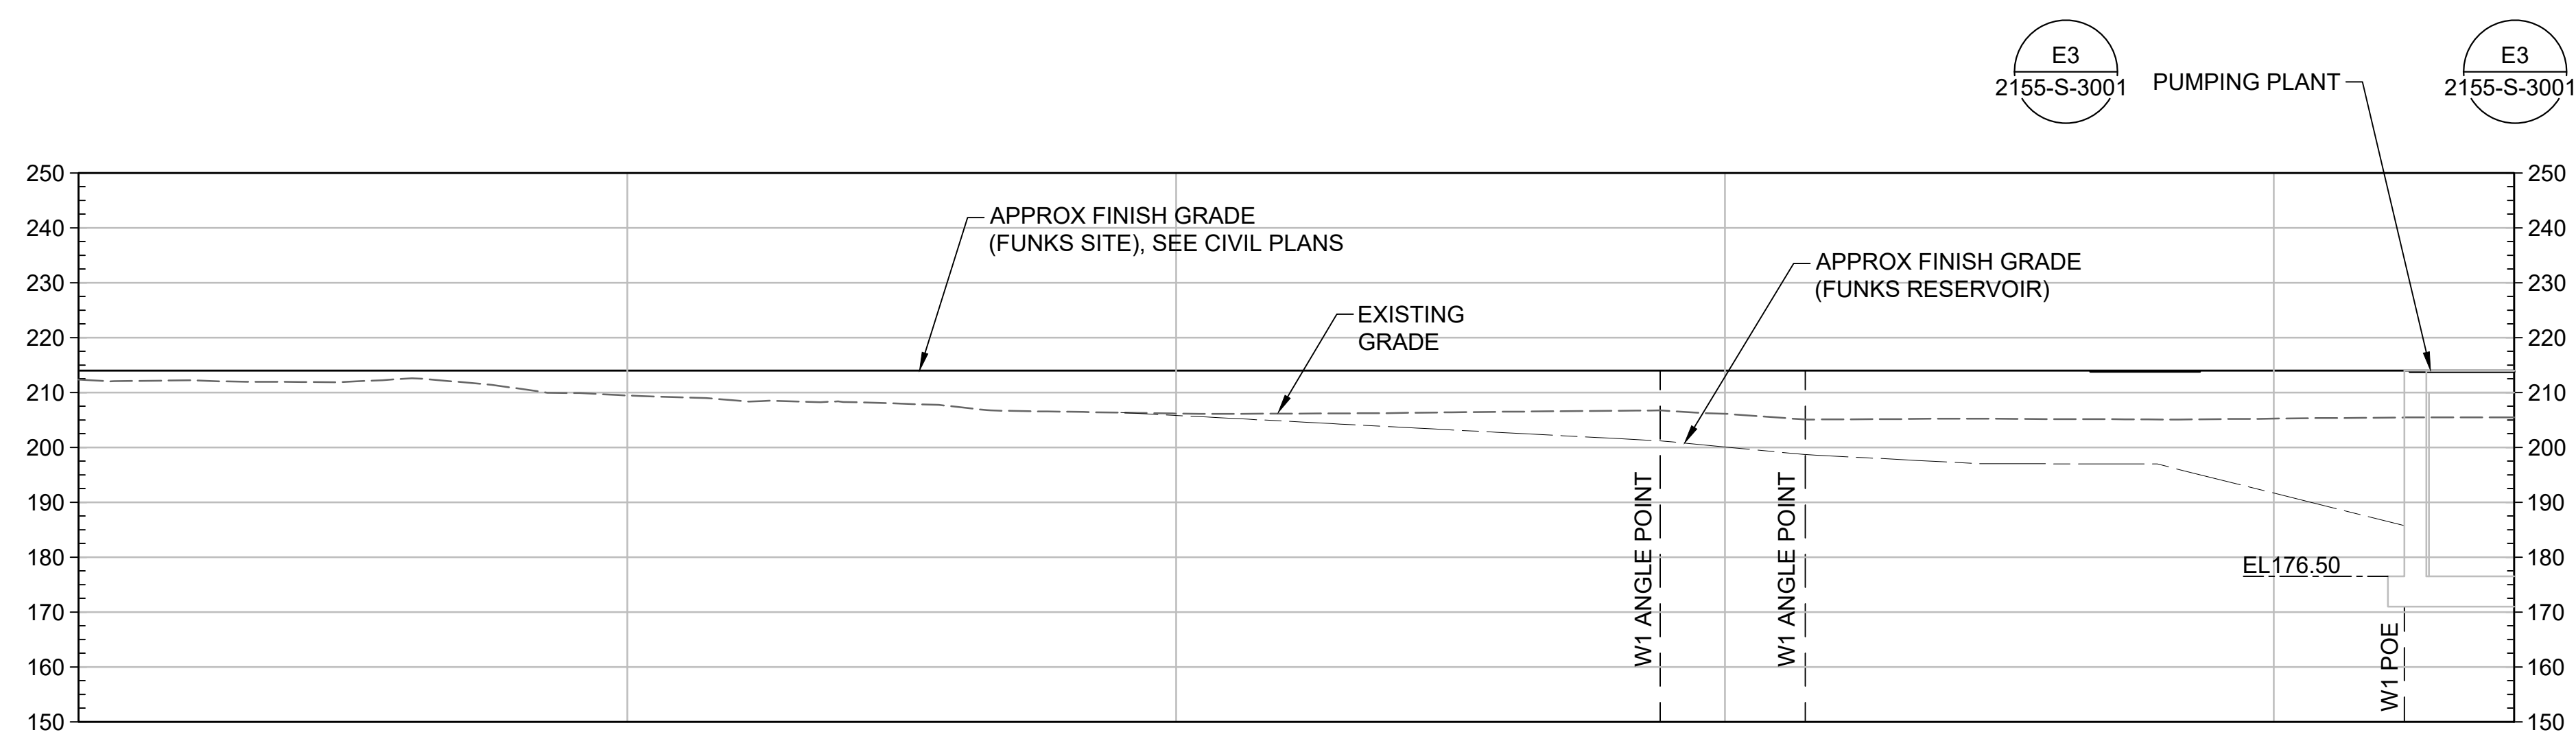 E3
2155-S-3001
PUMPING PLANT
E3
2155-S-3001
250
250
APPROX FINISH GRADE
(FUNKS SITE), SEE CIVIL PLANS
240
240
APPROX FINISH GRADE
(FUNKS RESERVOIR)
230
230
EXISTING
GRADE
220
220
210
210
200
200
W1 ANGLE POINT
W1 ANGLE POINT
190
190
180
180
EL176.50
170
170
W1 POE
160
160
150
150